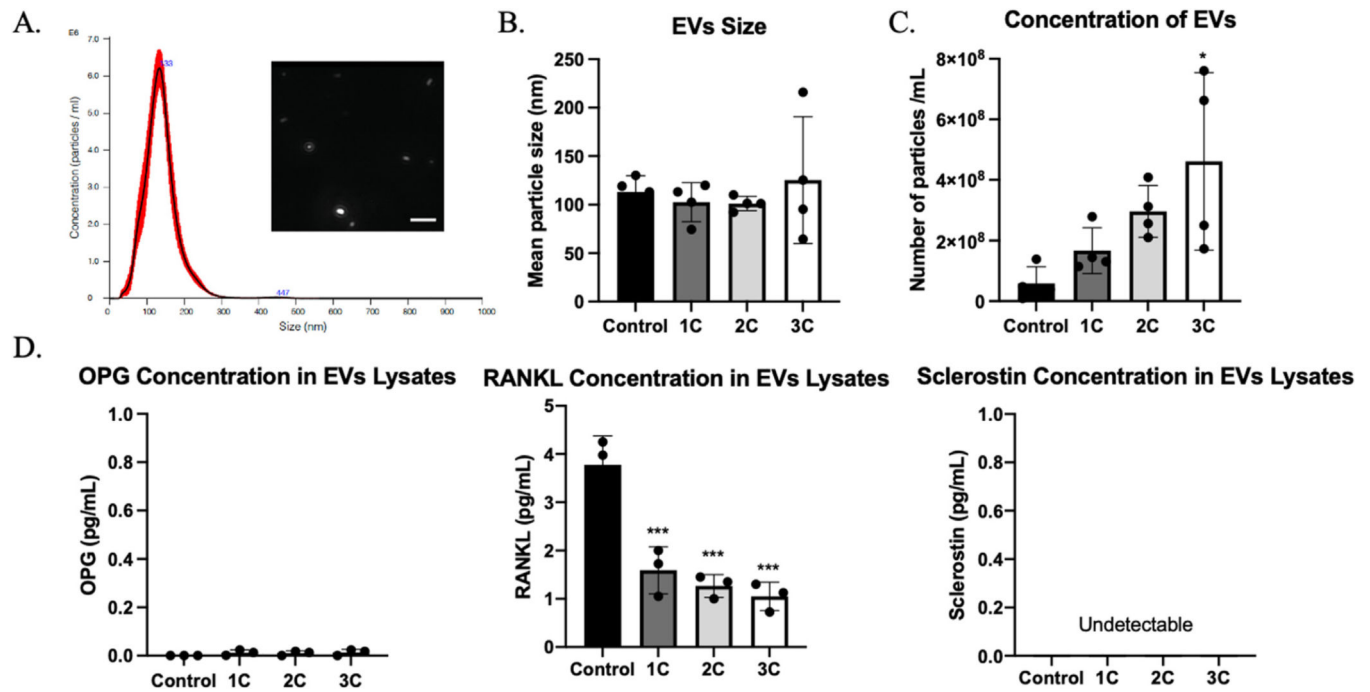 A.
E6
7.0
6.0
5.0
4.0
3.0
2.0
1.0
0
Concentration (particles / ml)
33
447
0 100 200 300 400 500 600 700 800 900 1000
Size (nm)
B.
EVs Size
250
200
150
100
50
0
Mean particle size (nm)
Control 1C 2C 3C
C.
Concentration of EVs
8×10⁸
6×10⁸
4×10⁸
2×10⁸
0
Number of particles /mL
*
Control 1C 2C 3C
D.
OPG Concentration in EVs Lysates
1.0
0.8
0.6
0.4
0.2
0.0
OPG (pg/mL)
Control 1C 2C 3C
RANKL Concentration in EVs Lysates
5
4
3
2
1
0
RANKL (pg/mL)
*** *** ***
Control 1C 2C 3C
Sclerostin Concentration in EVs Lysates
1.0
0.8
0.6
0.4
0.2
0.0
Sclerostin (pg/mL)
Undetectable
Control 1C 2C 3C